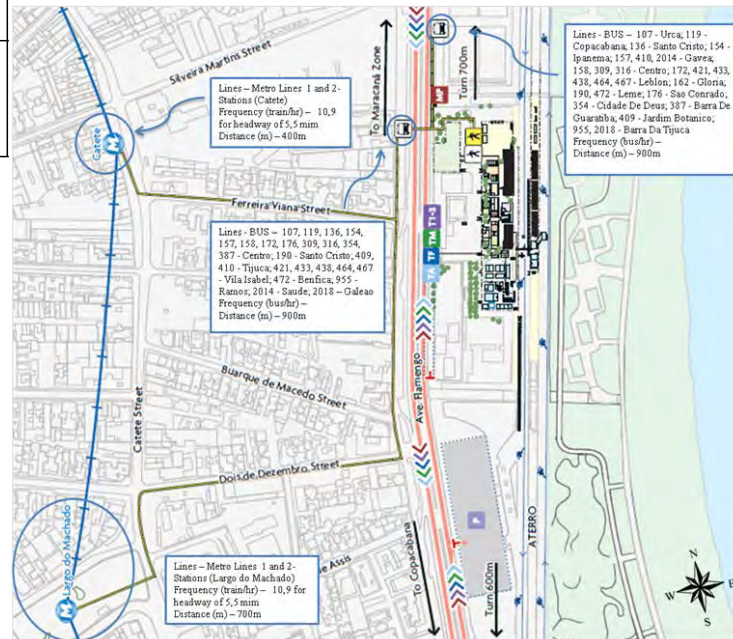 Lines - BUS – 107 - Urca; 119 -
Copacabana; 136 - Santo Cristo; 154 -
Ipanema; 157, 410, 2014 - Gavea;
158, 309, 316 - Centro; 172, 421, 433,
438, 464, 467 - Leblon; 162 - Gloria;
190, 472 - Leme; 176 - Sao Conrado;
354 - Cidade De Deus; 387 - Barra De
Guaratiba; 409 - Jardim Botanico;
955, 2018 - Barra Da Tijuca
Frequency (bus/hr) –
Distance (m) – 900m
Silveira Martins Street
To Maracanã Zone
Turn 700m
MP
Lines – Metro Lines 1 and 2-
Stations (Catete)
Frequency (train/hr) – 10,9
for headway of 5,5 mim
Distance (m) – 400m
Catete
M
Ferreira Viana Street
Lines - BUS – 107, 119, 136, 154,
157, 158, 172, 176, 309, 316, 354,
387 - Centro; 190 - Santo Cristo; 409,
410 - Tijuca; 421, 433, 438, 464, 467
- Vila Isabel; 472 - Benfica; 955 -
Ramos; 2014 - Saude; 2018 – Galeao
Frequency (bus/hr) –
Distance (m) – 900m
TA TF TM T1-3
Ave. Flamengo
Buarque de Macedo Street
Catete Street
T
Dois de Dezembro Street
P
ATERRO
Largo do Machado
M
Lines – Metro Lines 1 and 2-
Stations (Largo do Machado)
Frequency (train/hr) – 10,9 for
headway of 5,5 mim
Distance (m) – 700m
Assis
To Copacabana
T
Turn 600m
N
E
S
W